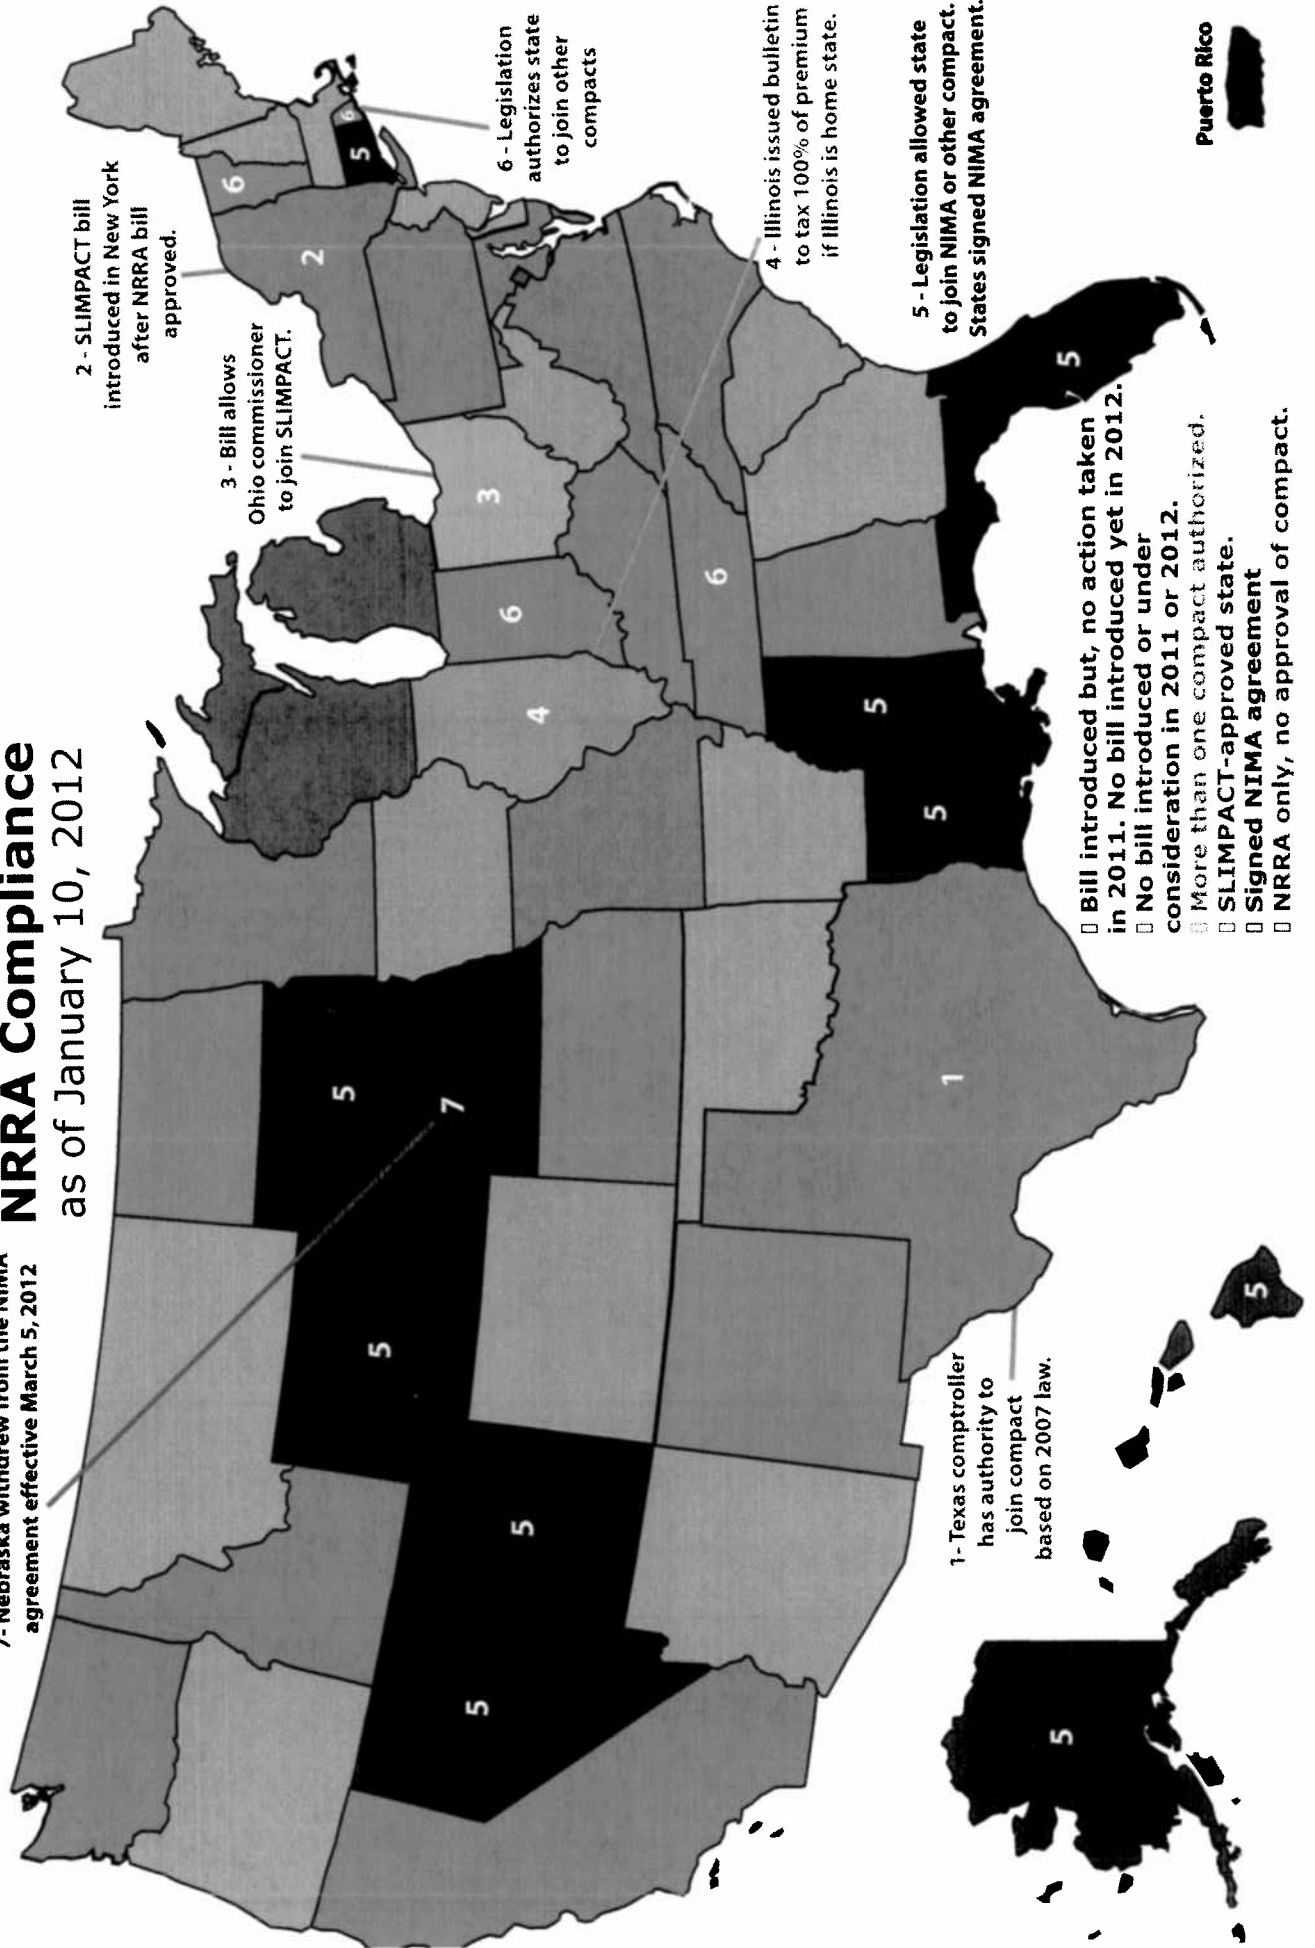 7- Nebraska withdrew from the NIMA
agreement effective March 5, 2012
NRRA Compliance
as of January 10, 2012
2 - SLIMPACT bill
introduced in New York
after NRRA bill
approved.
3 - Bill allows
Ohio commissioner
to join SLIMPACT.
6 - Legislation
authorizes state
to join other
compacts
4 - Illinois issued bulletin
to tax 100% of premium
if Illinois is home state.
5 - Legislation allowed state
to join NIMA or other compact.
States signed NIMA agreement.
Puerto Rico
1- Texas comptroller
has authority to
join compact
based on 2007 law.
Bill introduced but, no action taken
in 2011. No bill introduced yet in 2012.
No bill introduced or under
consideration in 2011 or 2012.
More than one compact authorized.
SLIMPACT-approved state.
Signed NIMA agreement
NRRA only, no approval of compact.
5
7
5
5
5
1
5
5
4
6
3
6
2
6
5
6
5
5
5